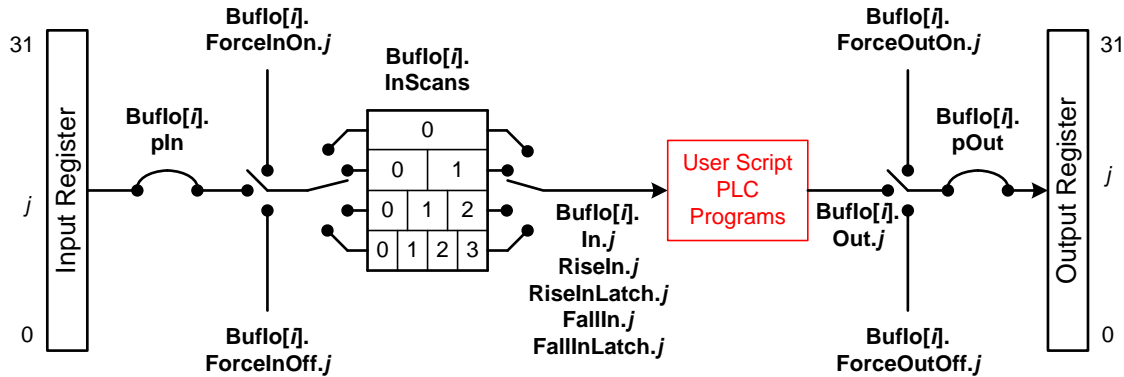 31
j
0
Input Register
BufIo[i].
pIn
BufIo[i].
ForceInOn.j
BufIo[i].
ForceInOff.j
BufIo[i].
InScans
0
0 1
0 1 2
0 1 2 3
BufIo[i].
In.j
RiseIn.j
RiseInLatch.j
FallIn.j
FallInLatch.j
User Script
PLC
Programs
BufIo[i].
Out.j
BufIo[i].
ForceOutOn.j
BufIo[i].
ForceOutOff.j
BufIo[i].
pOut
Output Register
31
j
0